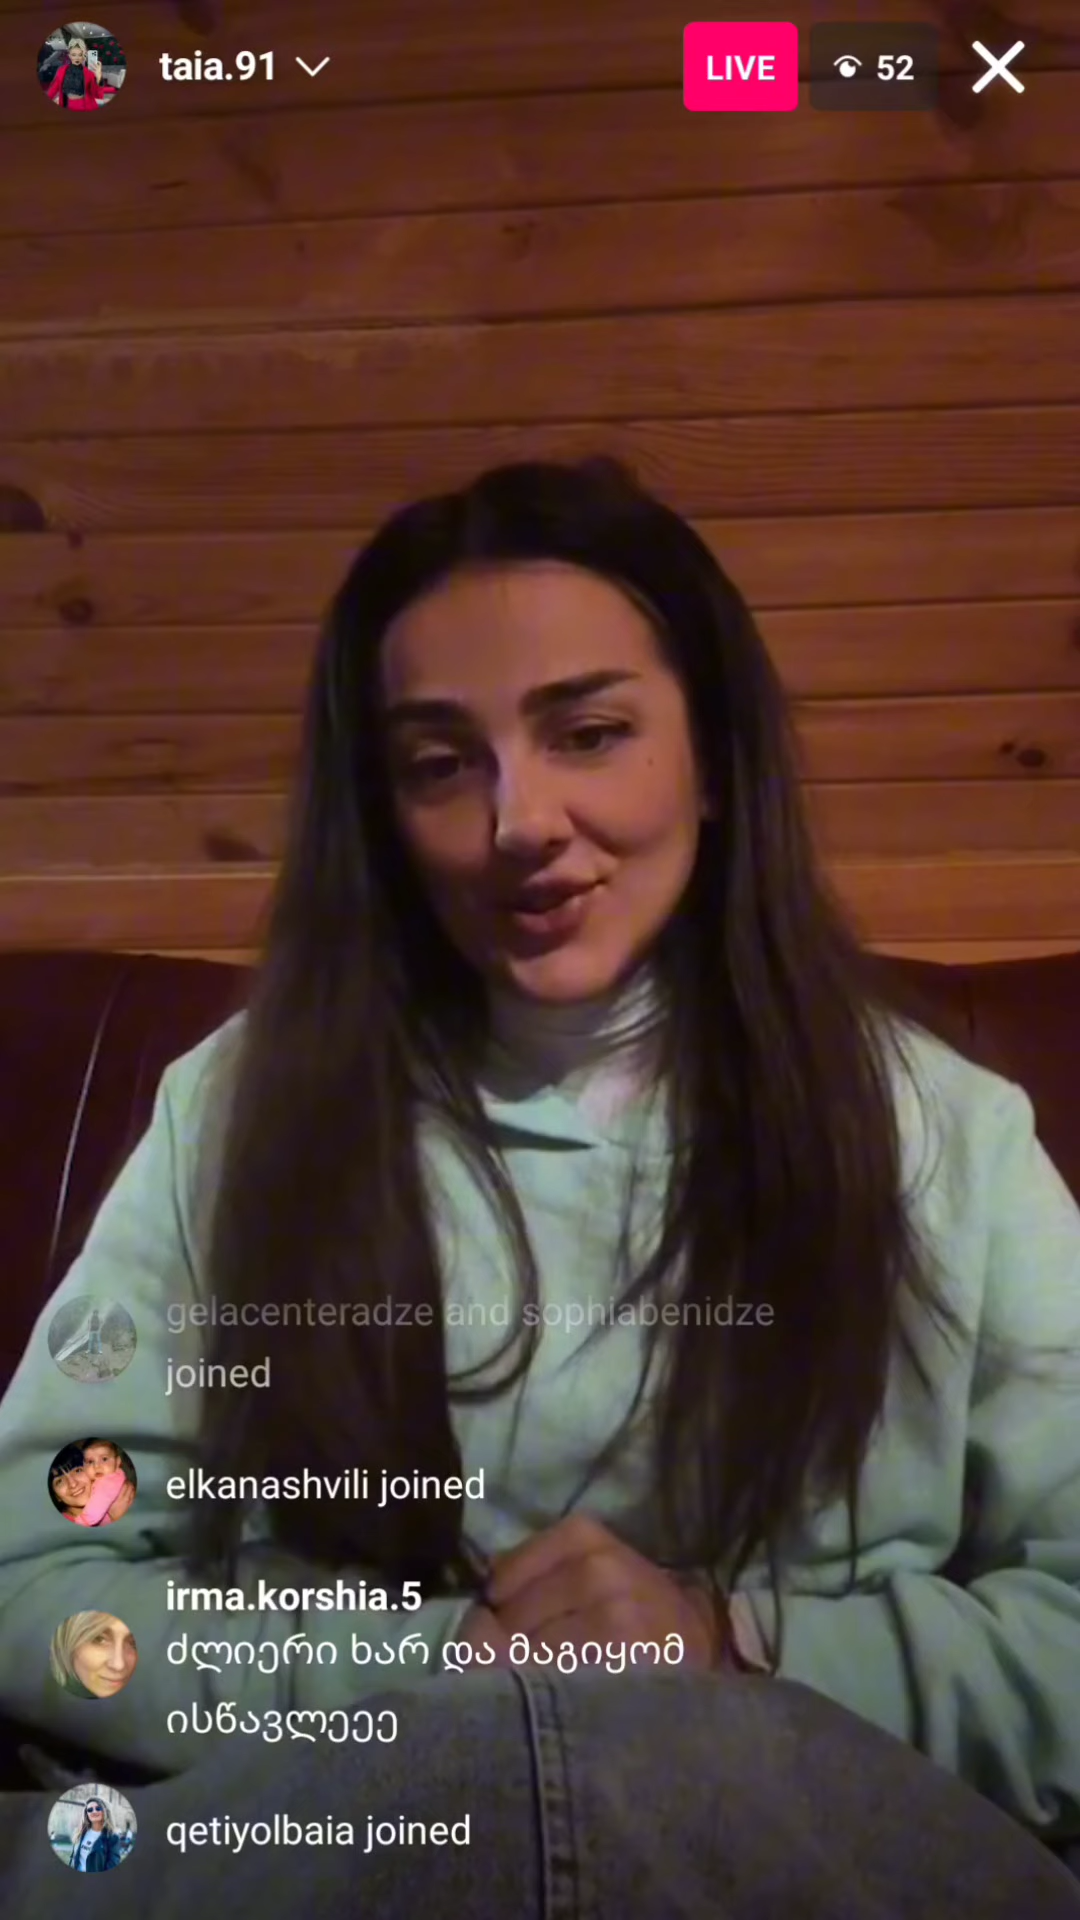 taia.91
LIVE
52
gelacenteradze and sophiabenidze
joined
elkanashvili joined
irma.korshia.5
ძლიერი ხარ და მაგიყომ
ისწავლეეე
qetiyolbaia joined